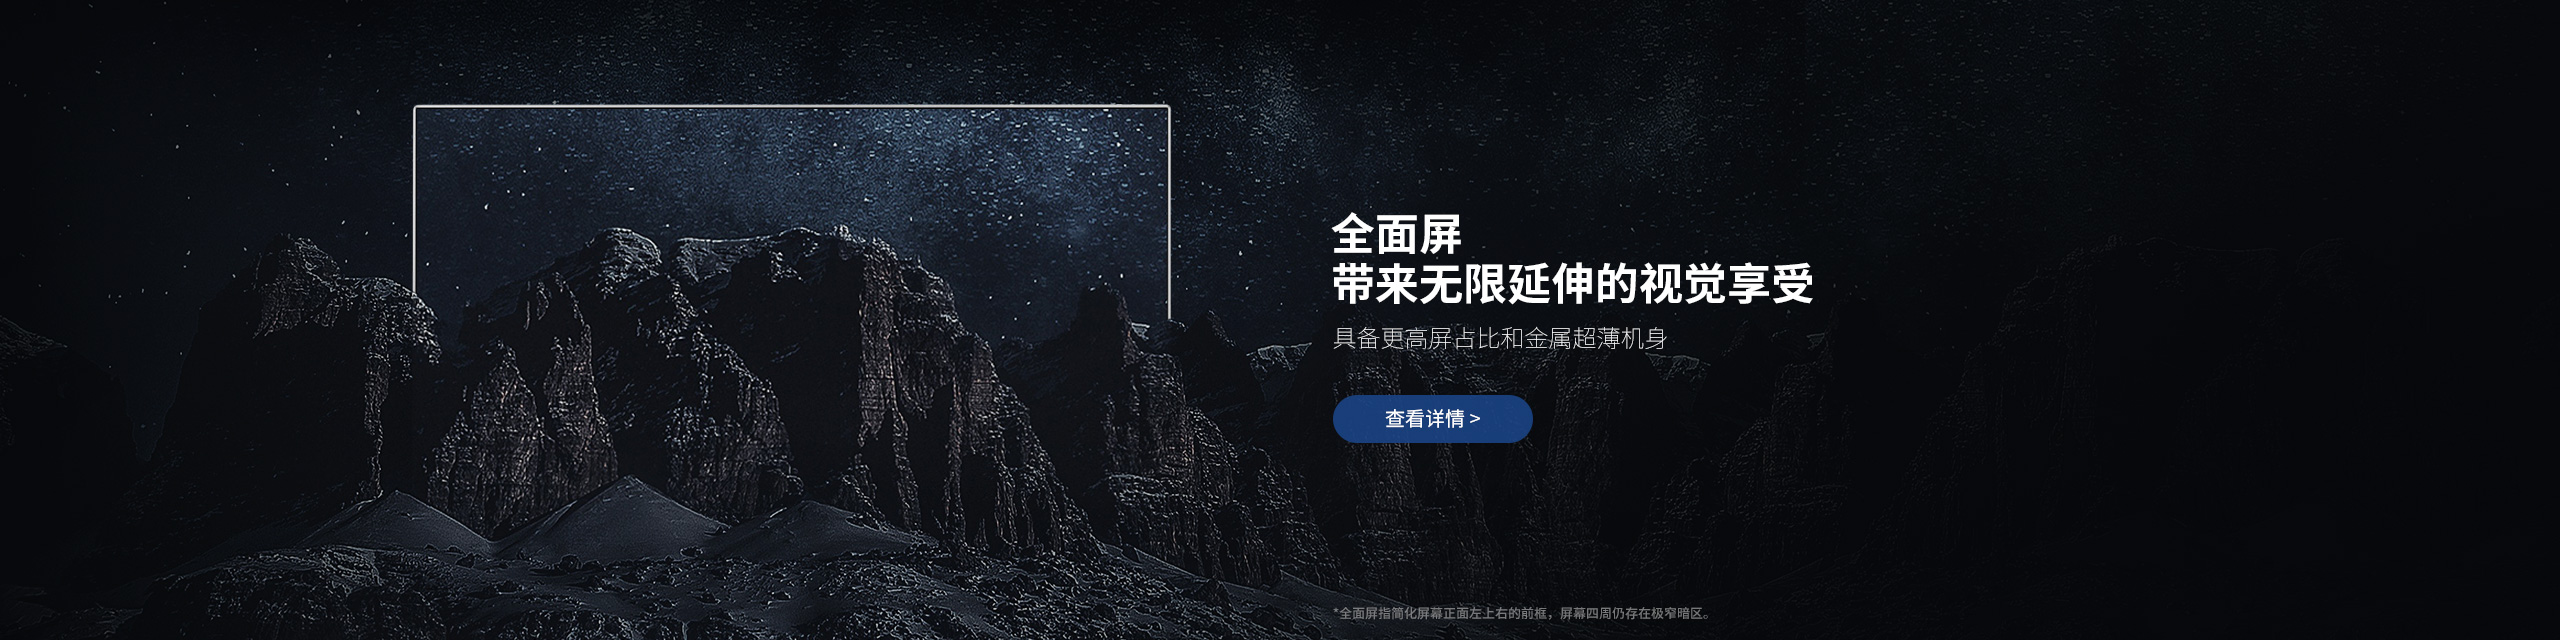 全面屏
带来无限延伸的视觉享受
具备更高屏占比和金属超薄机身
查看详情 >
*全面屏指简化屏幕正面左上右的前框，屏幕四周仍存在极窄暗区。